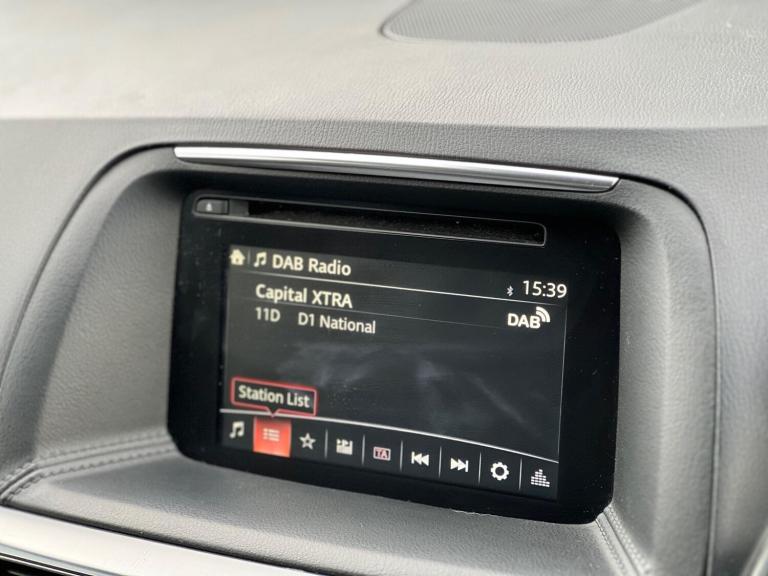 DAB Radio
15:39
Capital XTRA
11D D1 National
DAB
Station List
TA